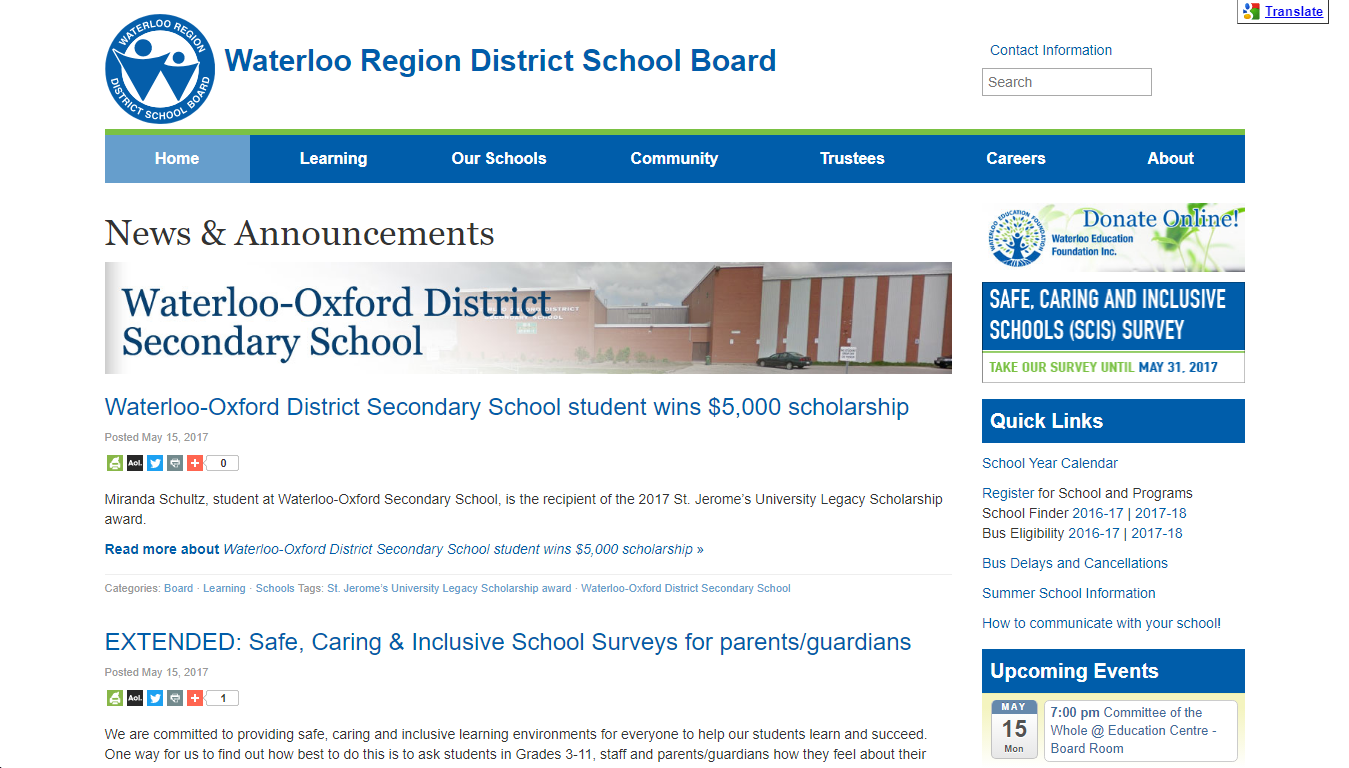 Translate
WATERLOO REGION
DISTRICT SCHOOL BOARD
Waterloo Region District School Board
Contact Information
Search
Home Learning Our Schools Community Trustees Careers About
News & Announcements
Waterloo-Oxford District
Secondary School
Waterloo-Oxford District Secondary School student wins $5,000 scholarship
Posted May 15, 2017
Aol. 0
Miranda Schultz, student at Waterloo-Oxford Secondary School, is the recipient of the 2017 St. Jerome’s University Legacy Scholarship
award.
Read more about Waterloo-Oxford District Secondary School student wins $5,000 scholarship »
Categories: Board · Learning · Schools Tags: St. Jerome’s University Legacy Scholarship award · Waterloo-Oxford District Secondary School
EXTENDED: Safe, Caring & Inclusive School Surveys for parents/guardians
Posted May 15, 2017
Aol. 1
We are committed to providing safe, caring and inclusive learning environments for everyone to help our students learn and succeed.
One way for us to find out how best to do this is to ask students in Grades 3-11, staff and parents/guardians how they feel about their
WATERLOO EDUCATION FOUNDATION INC.
Donate Online!
Waterloo Education
Foundation Inc.
SAFE, CARING AND INCLUSIVE
SCHOOLS (SCIS) SURVEY
TAKE OUR SURVEY UNTIL MAY 31, 2017
Quick Links
School Year Calendar
Register for School and Programs
School Finder 2016-17 | 2017-18
Bus Eligibility 2016-17 | 2017-18
Bus Delays and Cancellations
Summer School Information
How to communicate with your school!
Upcoming Events
MAY
15
Mon
7:00 pm Committee of the
Whole @ Education Centre -
Board Room